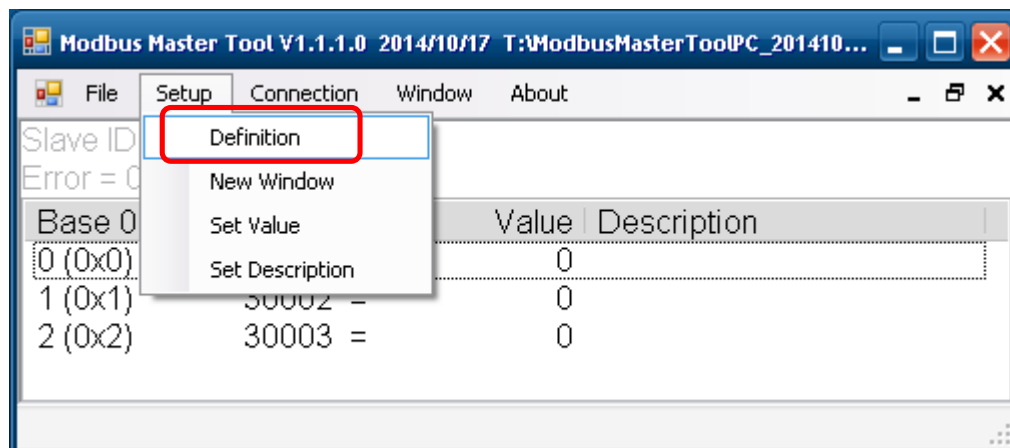 Modbus Master Tool V1.1.1.0 2014/10/17 T:\ModbusMasterToolPC_201410...
File Setup Connection Window About
Definition
New Window
Set Value
Set Description
Slave ID
Error = 0
Base 0 Value Description
0 (0x0) 0
1 (0x1) 30002 = 0
2 (0x2) 30003 = 0